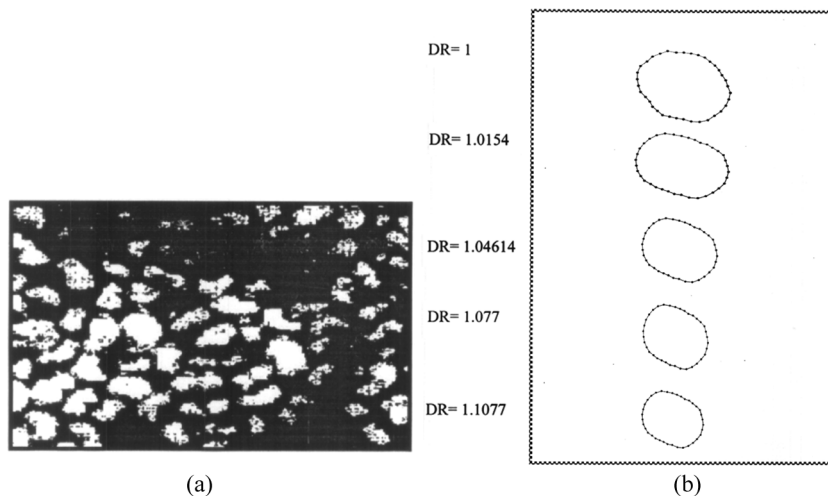 DR= 1
DR= 1.0154
DR= 1.04614
DR= 1.077
DR= 1.1077
(a)
(b)